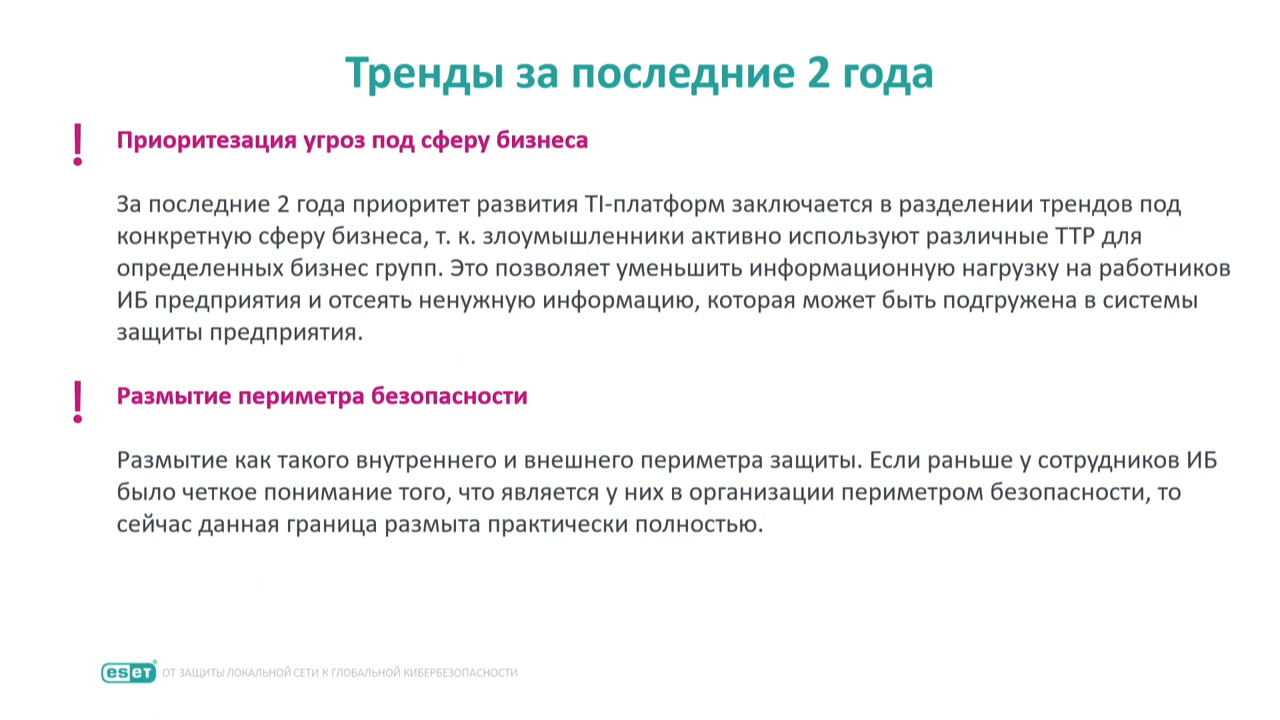 Тренды за последние 2 года
! Приоритезация угроз под сферу бизнеса
За последние 2 года приоритет развития TI-платформ заключается в разделении трендов под
конкретную сферу бизнеса, т. к. злоумышленники активно используют различные ТТР для
определенных бизнес групп. Это позволяет уменьшить информационную нагрузку на работников
ИБ предприятия и отсеять ненужную информацию, которая может быть подгружена в системы
защиты предприятия.
! Размытие периметра безопасности
Размытие как такого внутреннего и внешнего периметра защиты. Если раньше у сотрудников ИБ
было четкое понимание того, что является у них в организации периметром безопасности, то
сейчас данная граница размыта практически полностью.
eset® ОТ ЗАЩИТЫ ЛОКАЛЬНОЙ СЕТИ К ГЛОБАЛЬНОЙ КИБЕРБЕЗОПАСНОСТИ